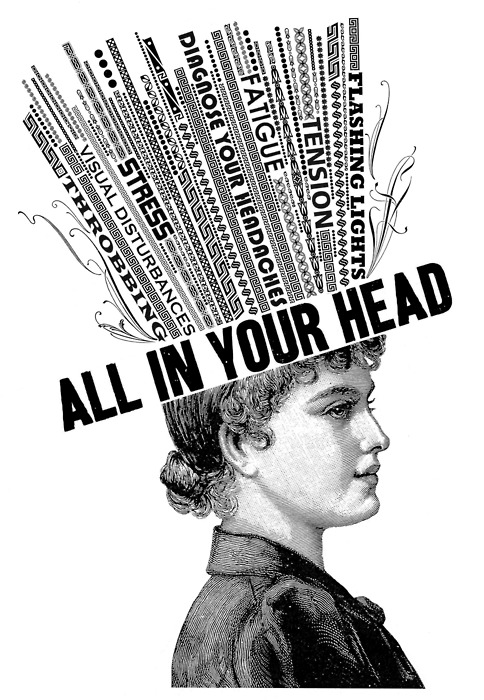 THROBBING
VISUAL DISTURBANCES
STRESS
DIAGNOSE YOUR HEADACHES
FATIGUE
TENSION
FLASHING LIGHTS
ALL IN YOUR HEAD